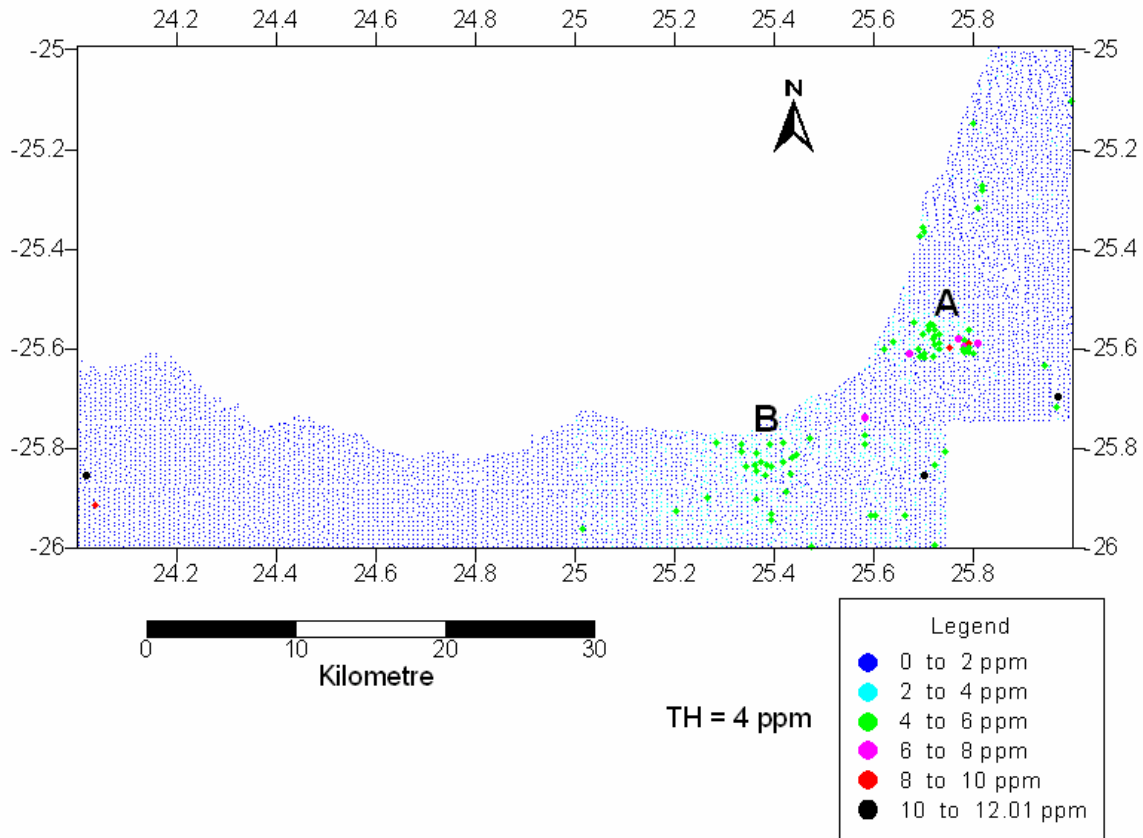 24.2 24.4 24.6 24.8 25 25.2 25.4 25.6 25.8
-25 -25
N
-25.2 -25.2
-25.4 -25.4
A
-25.6 -25.6
B
-25.8 -25.8
-26 -26
24.2 24.4 24.6 24.8 25 25.2 25.4 25.6 25.8
0 10 20 30
Kilometre
TH = 4 ppm
Legend
0 to 2 ppm
2 to 4 ppm
4 to 6 ppm
6 to 8 ppm
8 to 10 ppm
10 to 12.01 ppm